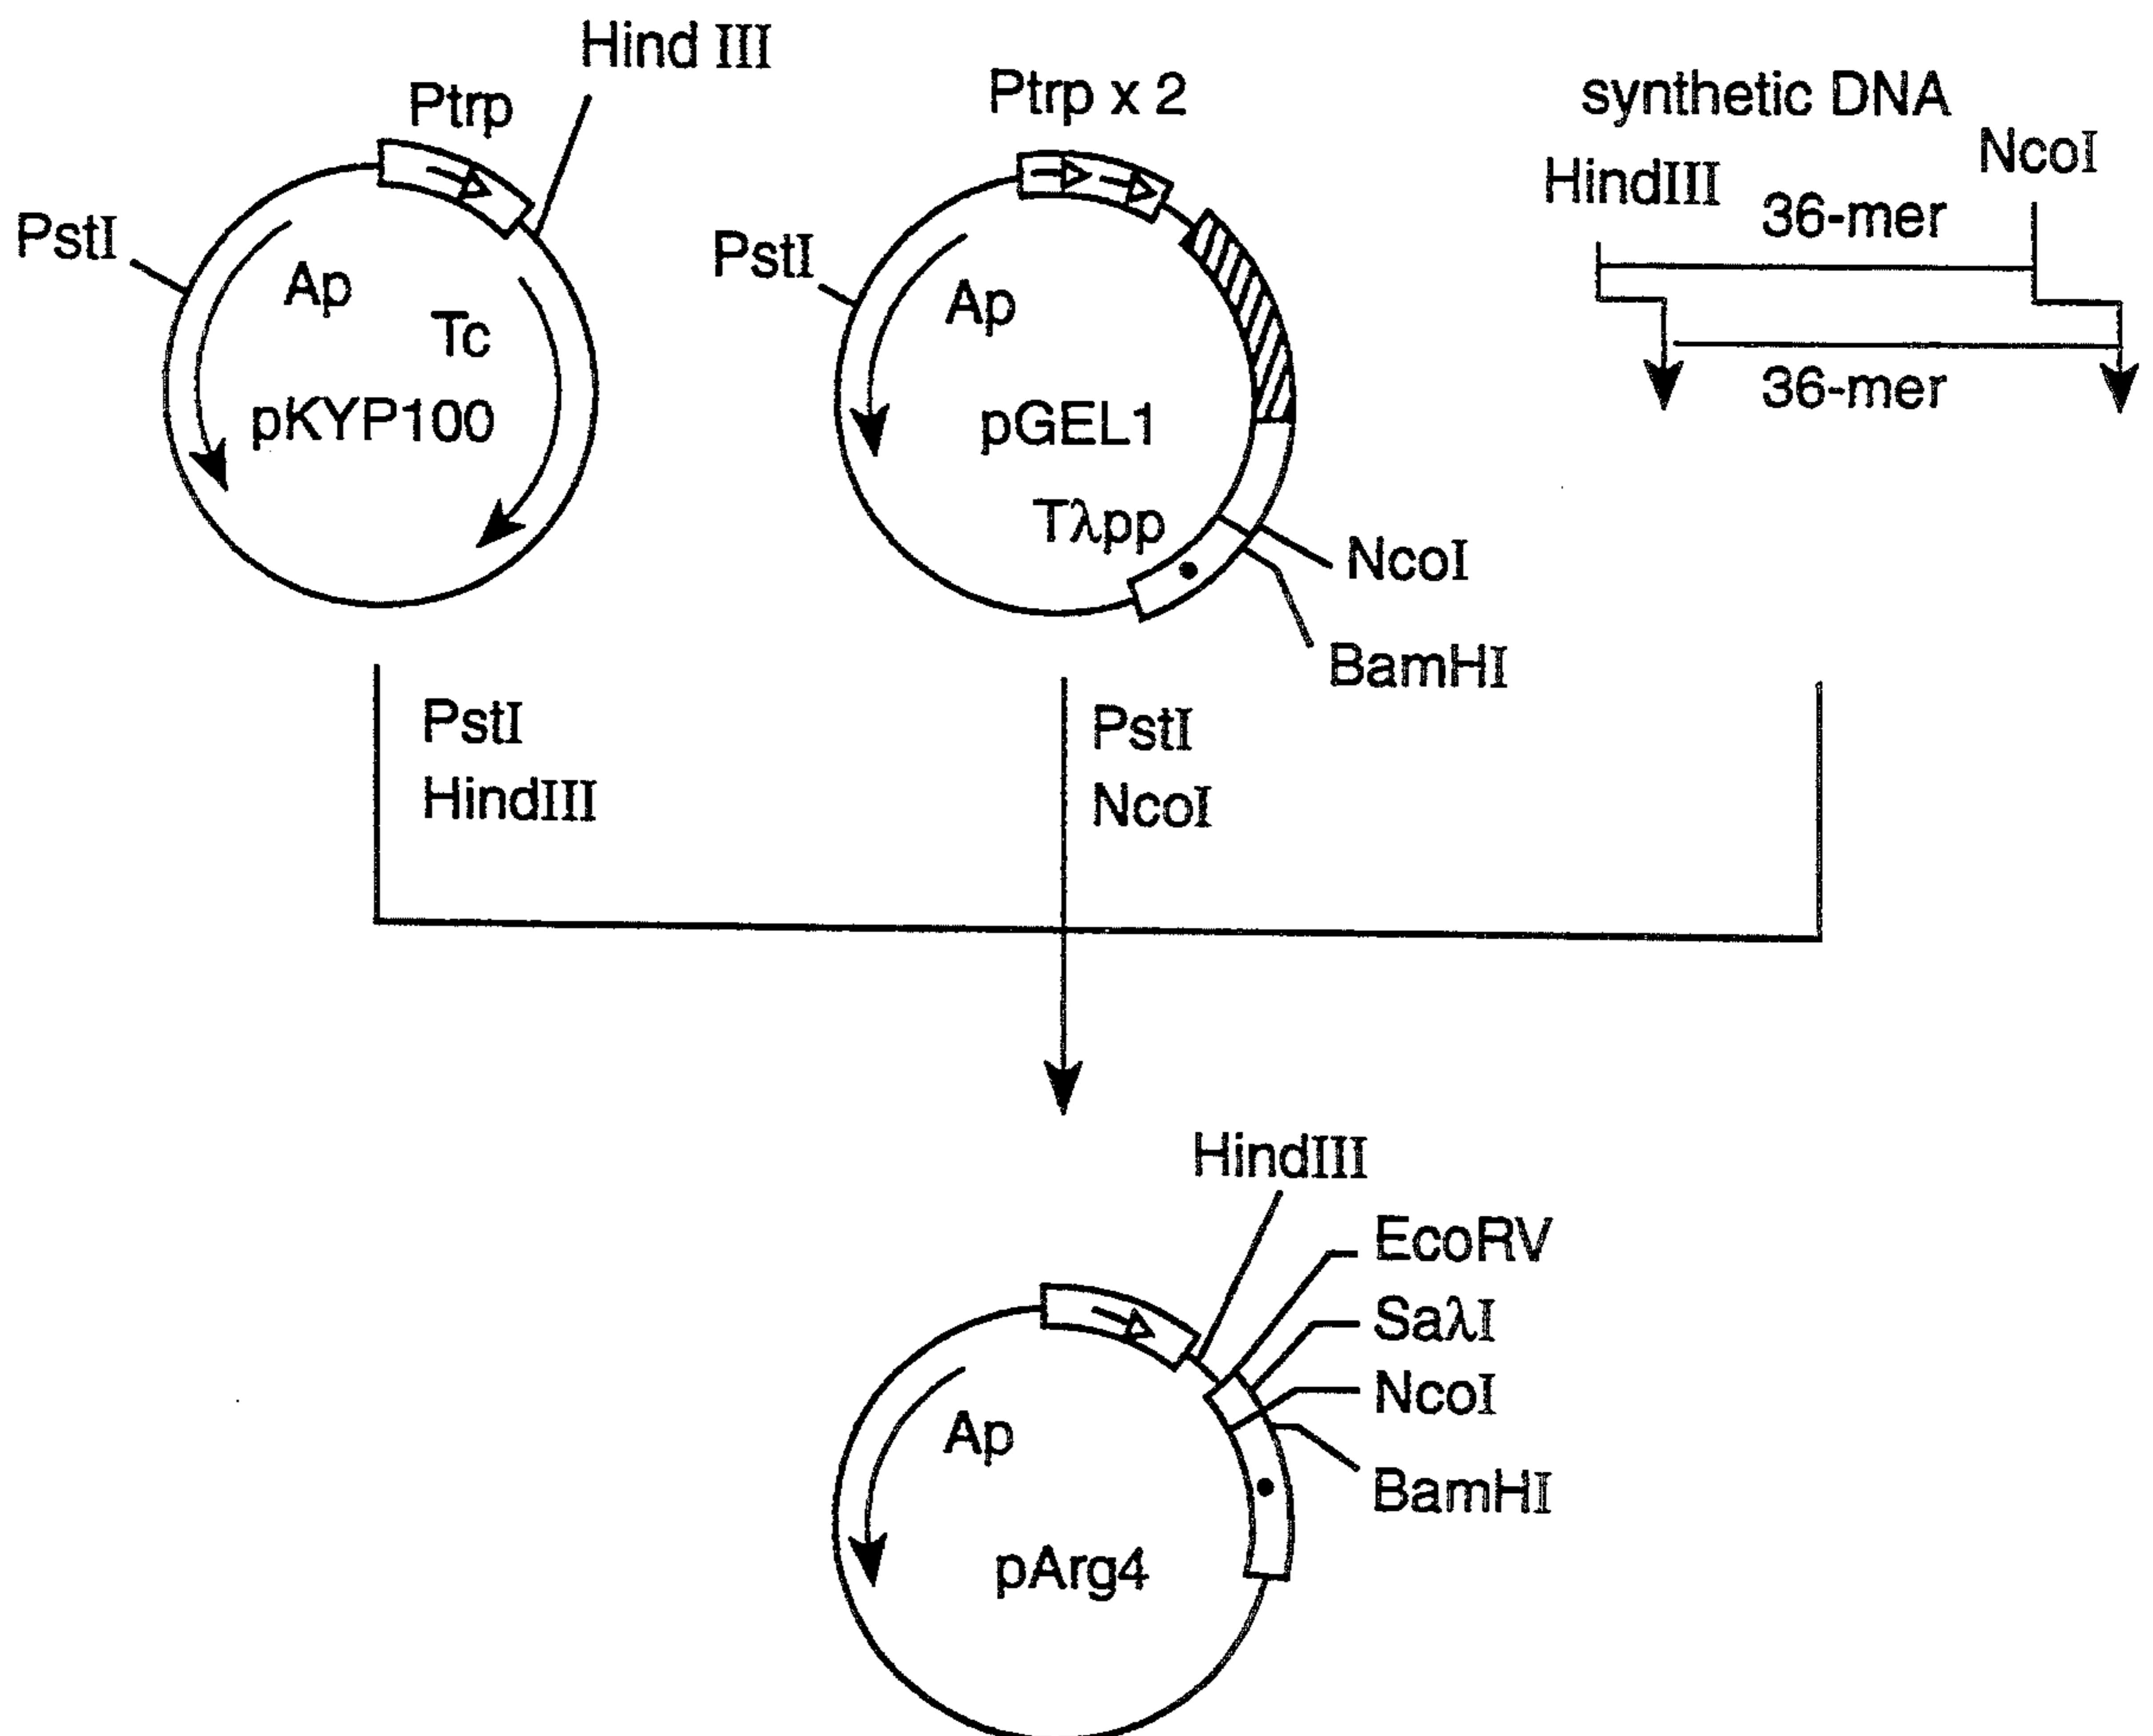 Hind III
Ptrp
PstI
Ap
Tc
pKYP100
Ptrp x 2
PstI
Ap
pGEL1
Tλpp
NcoI
BamHI
synthetic DNA
HindIII
NcoI
36-mer
36-mer
PstI
HindIII
PstI
NcoI
HindIII
EcoRV
SaλI
NcoI
BamHI
Ap
pArg4